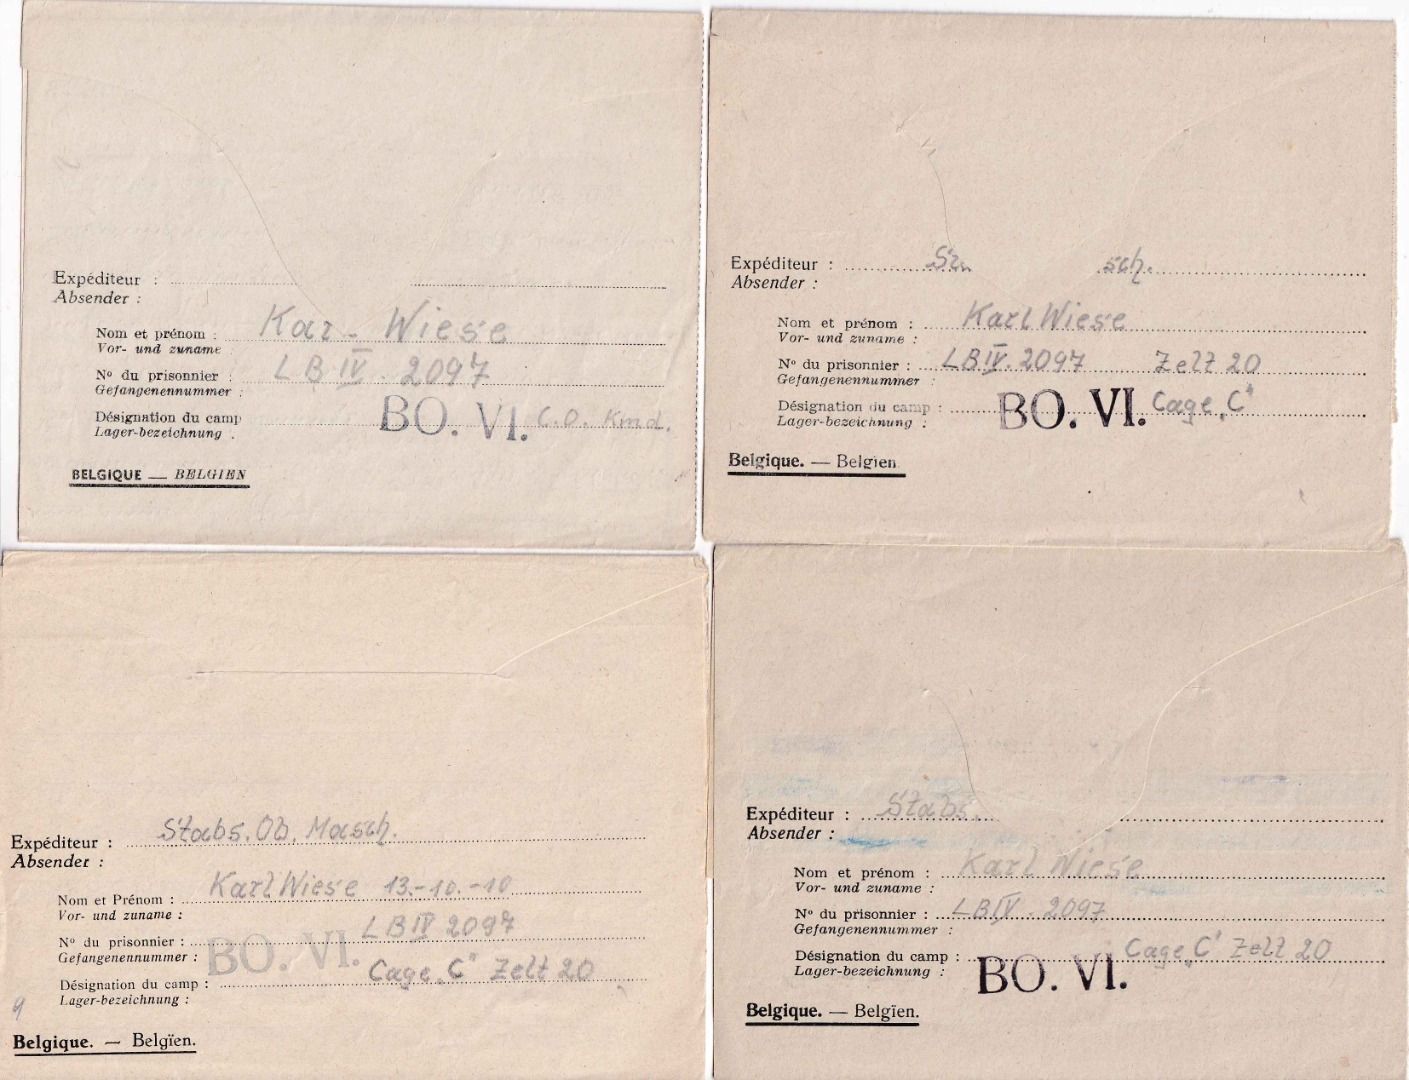 Expéditeur :
Absender :
Nom et prénom : Karl Wiese
Vor- und zuname
N° du prisonnier : LB IV. 2097
Gefangenennummer :
Désignation du camp BO. VI. C.O. Kmd.
Lager-bezeichnung .
BELGIQUE — BELGIEN
Expéditeur : sch.
Absender :
Nom et prénom : Karl Wiese
Vor- und zuname :
N° du prisonnier : LB IV. 2097 Zelt 20
Gefangenennummer :
Désignation du camp : BO. VI. Cage „C"
Lager-bezeichnung :
Belgique. — Belgïen.
Expéditeur : Stabs. Ob. Masch.
Absender :
Nom et Prénom : Karl Wiese 13.-10.-10
Vor- und zuname :
N° du prisonnier : LB IV 2097
Gefangenennummer : BO. VI.
Désignation du camp : Cage „C" Zelt 20
Lager-bezeichnung :
Belgique. — Belgïen.
Expéditeur : Stabs.
Absender :
Nom et prénom : Karl Wiese
Vor- und zuname :
N° du prisonnier : LB IV. 2097
Gefangenennummer :
Désignation du camp : Cage „C" Zelt 20
Lager-bezeichnung : BO. VI.
Belgique. — Belgïen.